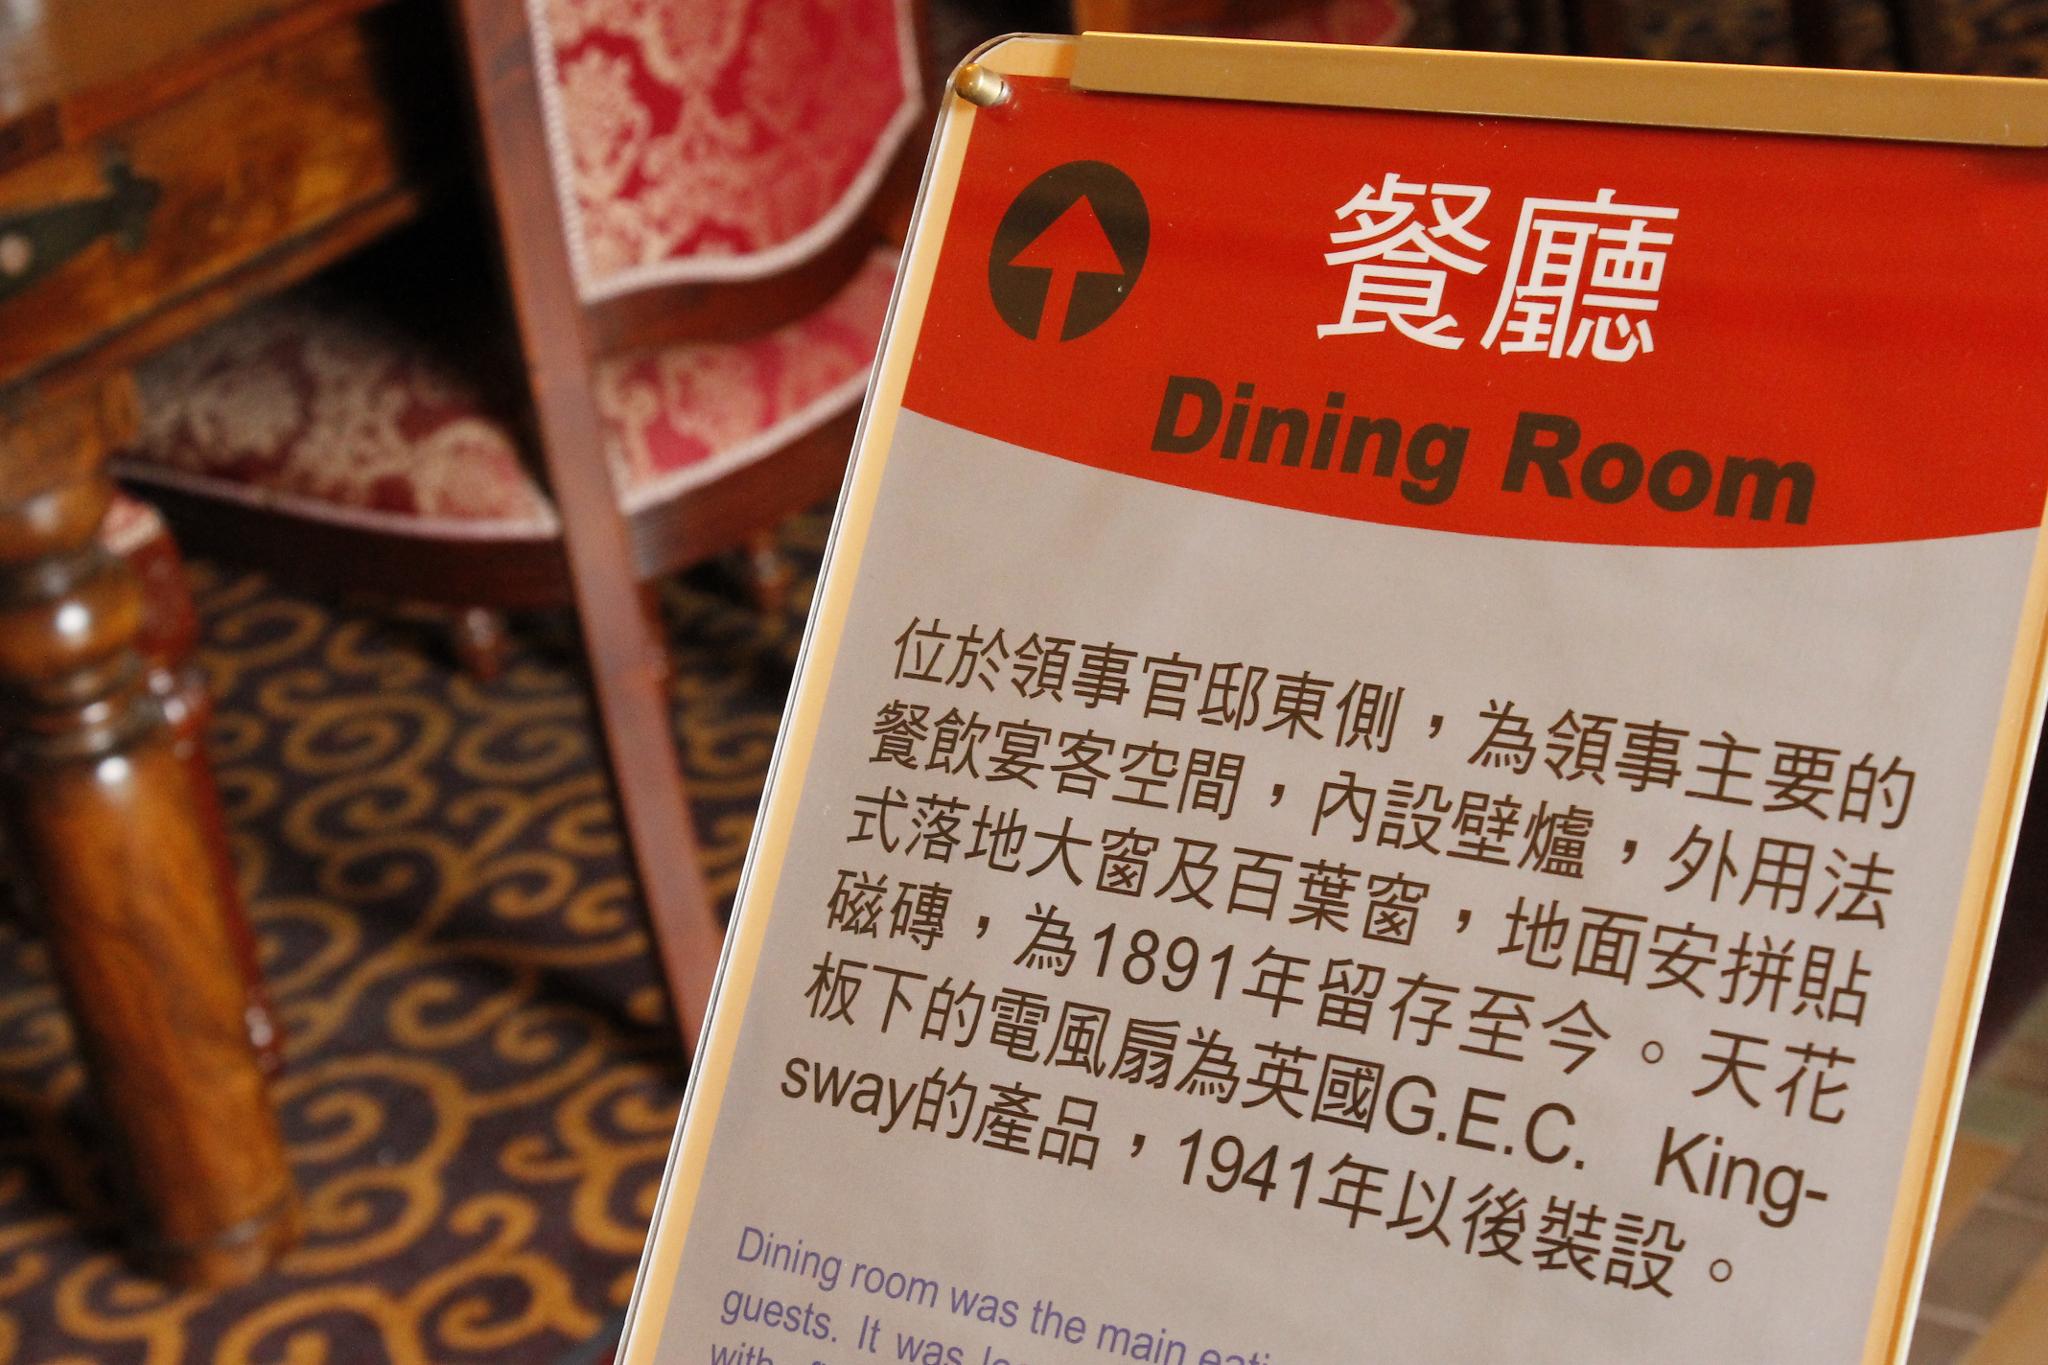 餐廳
Dining Room
位於領事官邸東側，為領事主要的
餐飲宴客空間，內設壁爐，外用法
式落地大窗及百葉窗，地面安拼貼
磁磚，為1891年留存至今。天花
板下的電風扇為英國G.E.C. King-
sway的產品，1941年以後裝設。
Dining room was the main
guests. It was
with